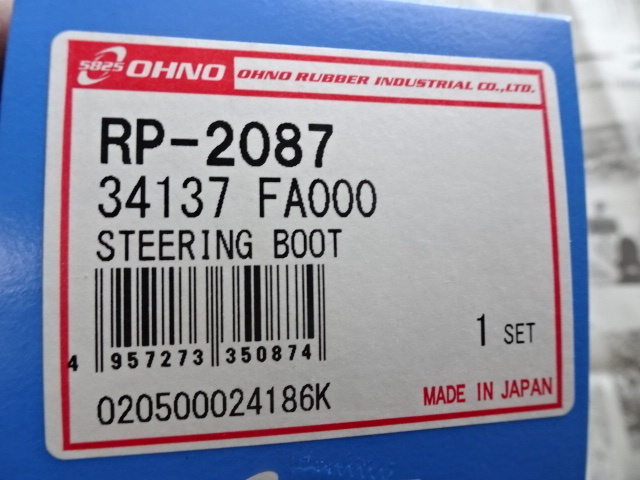 5825 OHNO OHNO RUBBER INDUSTRIAL CO.,LTD.
RP-2087
34137 FA000
STEERING BOOT
4 957273 350874
1 SET
020500024186K
MADE IN JAPAN